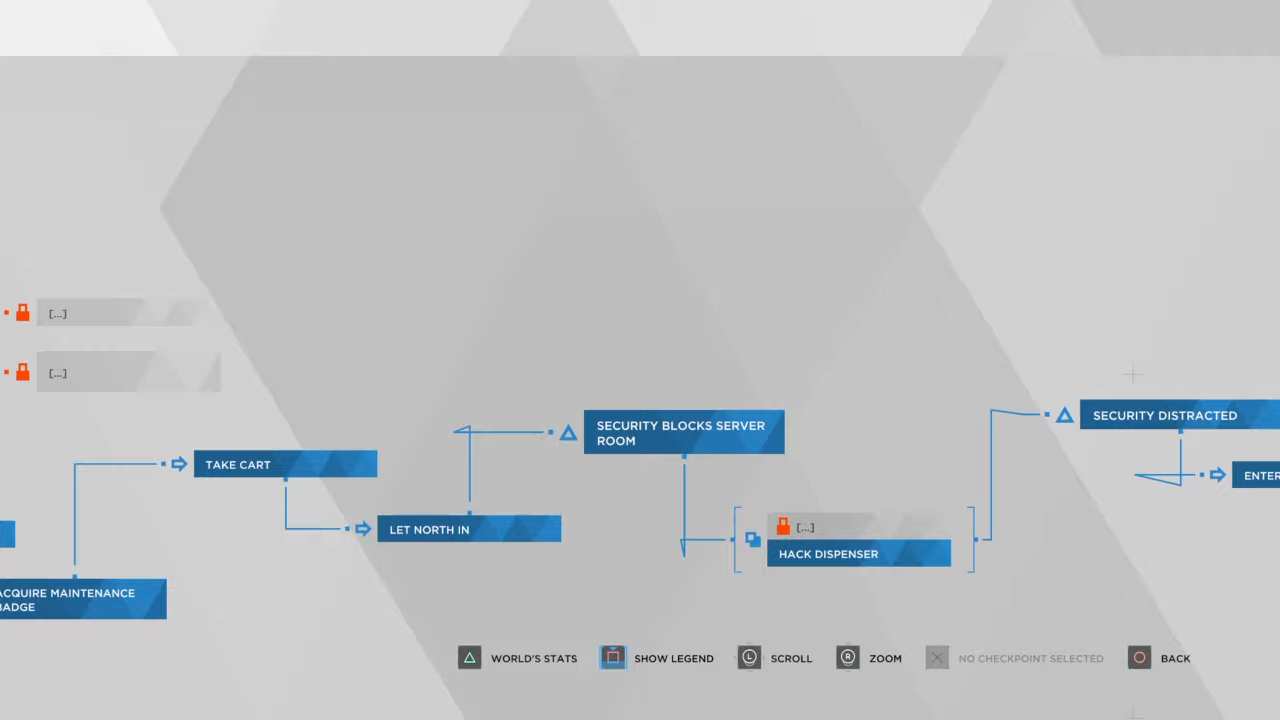 [...]
[...]
SECURITY BLOCKS SERVER
ROOM
SECURITY DISTRACTED
TAKE CART
ENTER
LET NORTH IN
[...]
HACK DISPENSER
ACQUIRE MAINTENANCE
BADGE
WORLD'S STATS
SHOW LEGEND
L
SCROLL
R
ZOOM
NO CHECKPOINT SELECTED
BACK